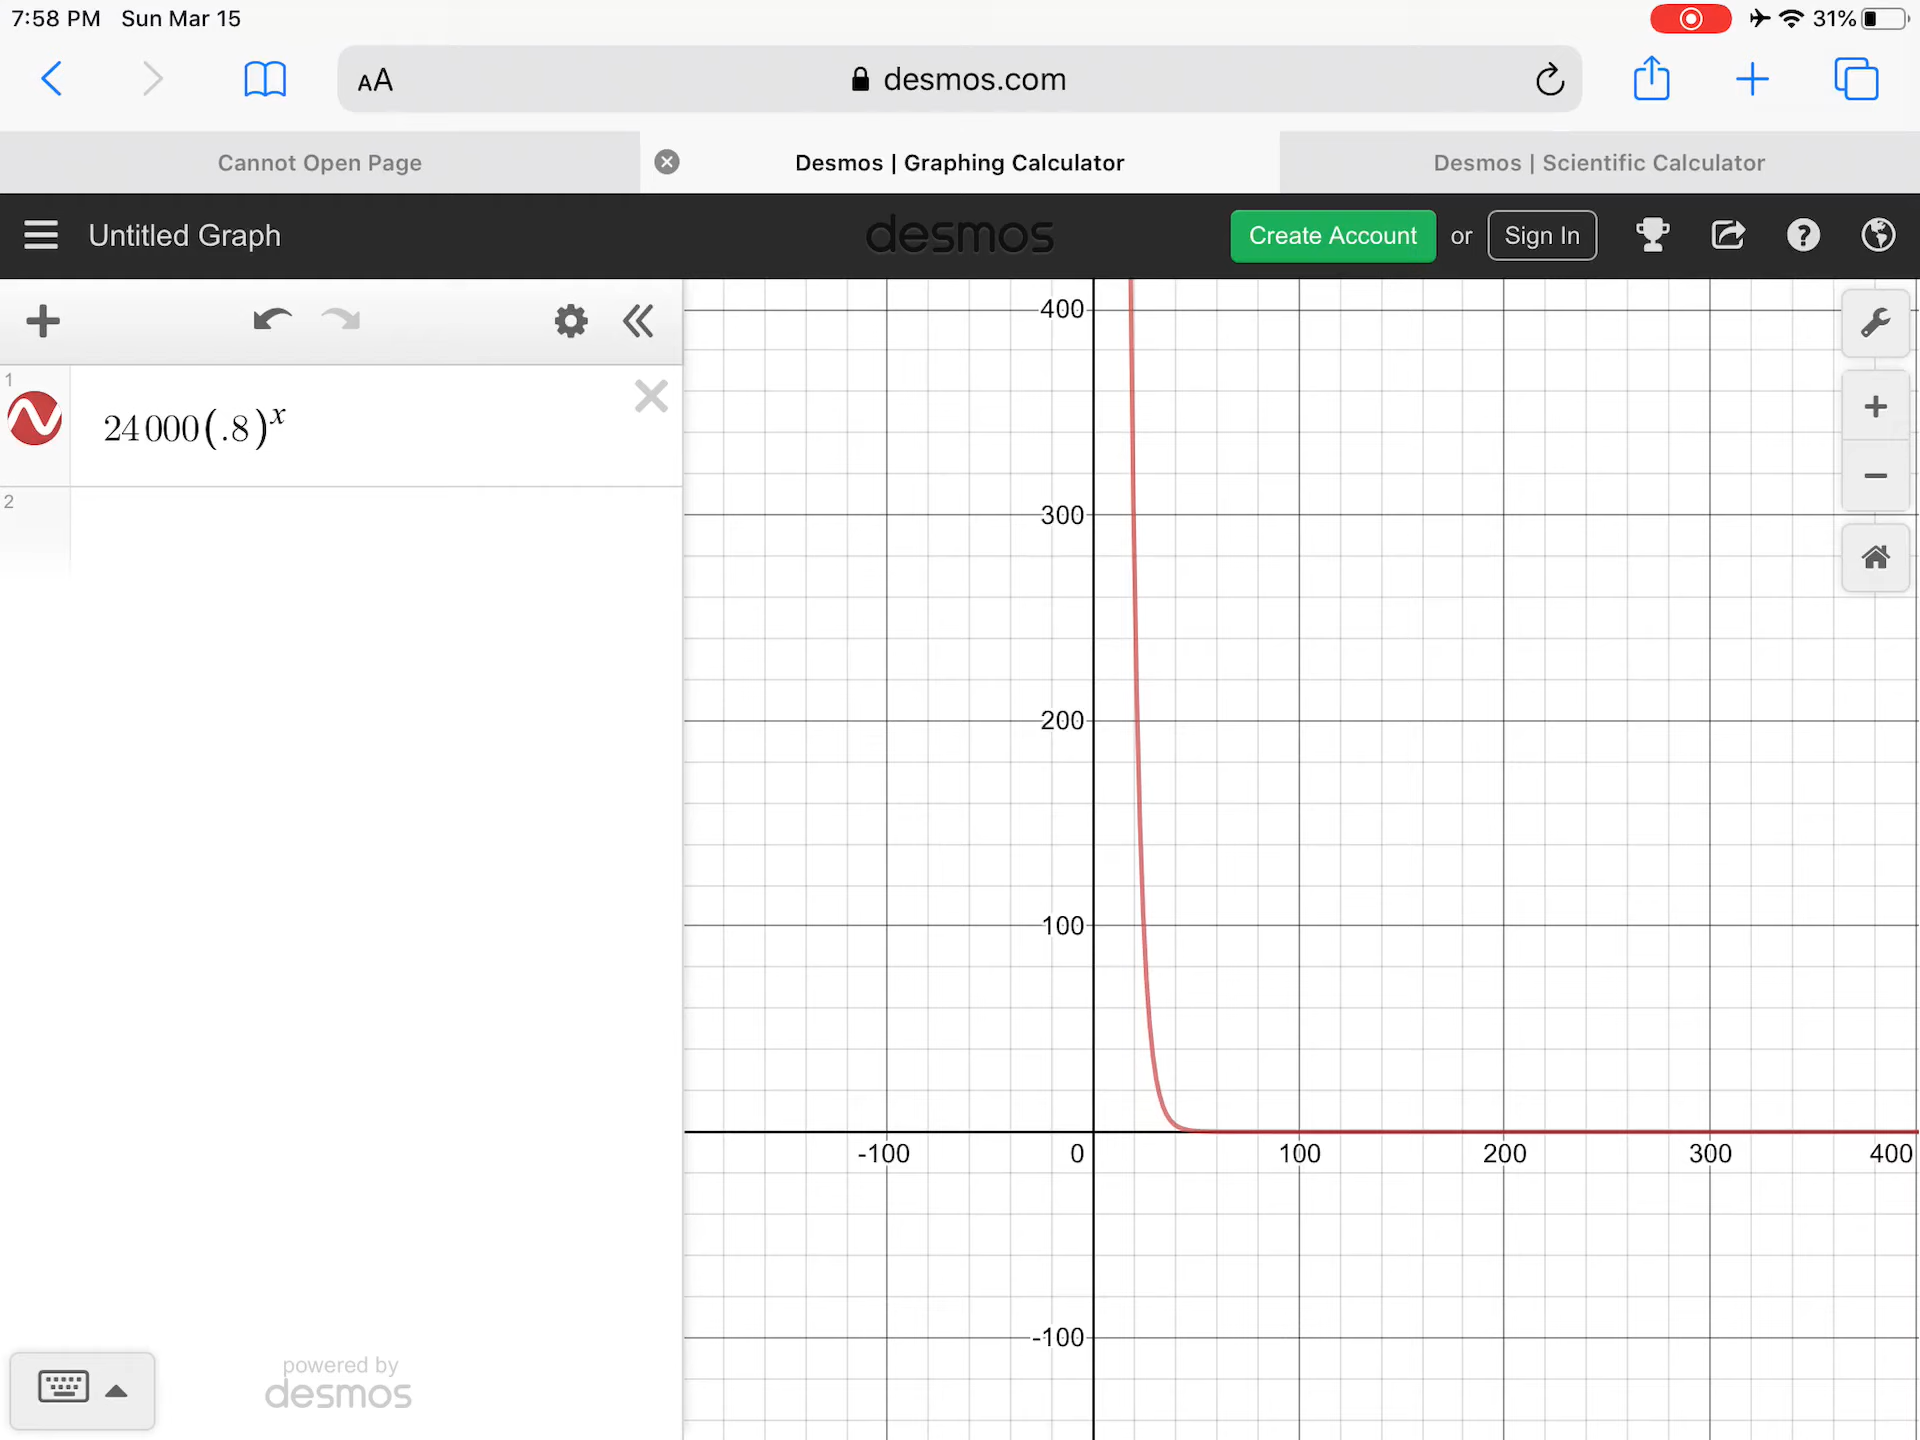 7:58 PM Sun Mar 15 31%
AA desmos.com
Cannot Open Page Desmos | Graphing Calculator Desmos | Scientific Calculator
Untitled Graph desmos Create Account or Sign In ?
1
24000(.8)^x
2
400
300
200
100
-100 0 100 200 300 400
-100
powered by
desmos